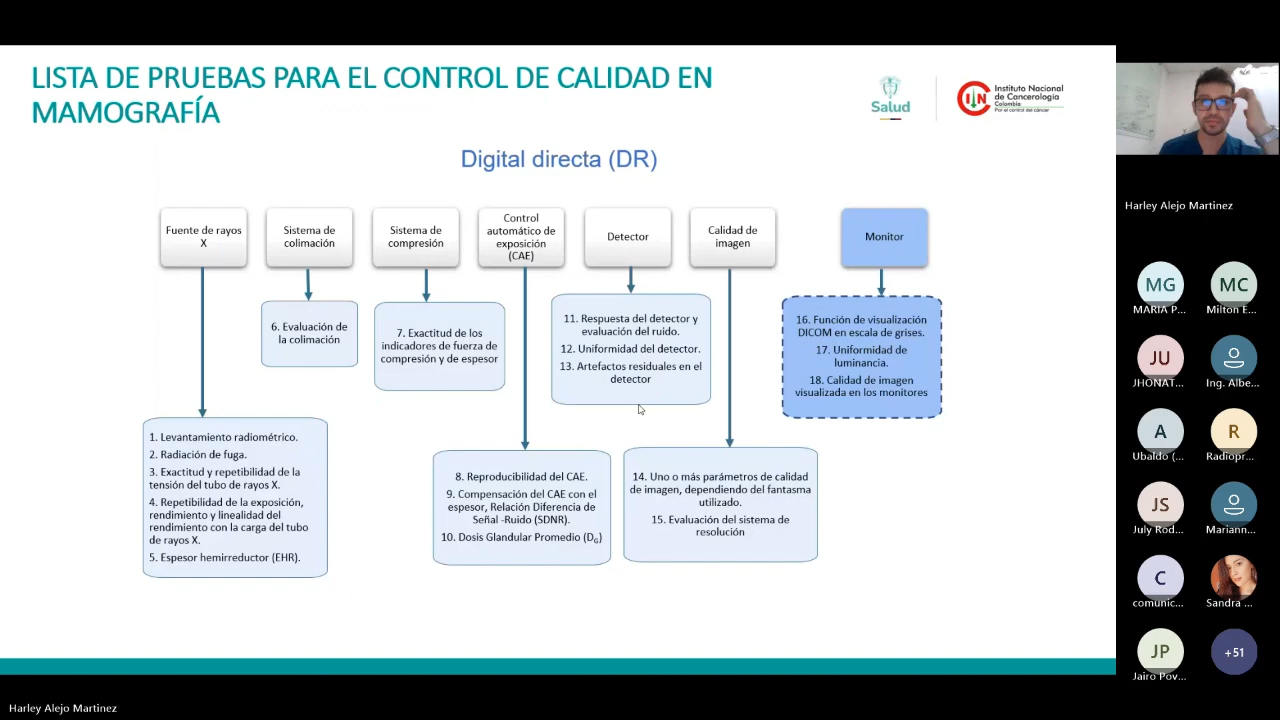 LISTA DE PRUEBAS PARA EL CONTROL DE CALIDAD EN
MAMOGRAFÍA
Salud
Instituto Nacional
de Cancerología
Colombia
Por el control del cáncer
Digital directa (DR)
Fuente de rayos
X
Sistema de
colimación
Sistema de
compresión
Control
automático de
exposición
(CAE)
Detector
Calidad de
imagen
Monitor
6. Evaluación de
la colimación
7. Exactitud de los
indicadores de fuerza de
compresión y de espesor
11. Respuesta del detector y
evaluación del ruido.
12. Uniformidad del detector.
13. Artefactos residuales en el
detector
16. Función de visualización
DICOM en escala de grises.
17. Uniformidad de
luminancia.
18. Calidad de imagen
visualizada en los monitores
1. Levantamiento radiométrico.
2. Radiación de fuga.
3. Exactitud y repetibilidad de la
tensión del tubo de rayos X.
4. Repetibilidad de la exposición,
rendimiento y linealidad del
rendimiento con la carga del tubo
de rayos X.
5. Espesor hemirreductor (EHR).
8. Reproducibilidad del CAE.
9. Compensación del CAE con el
espesor, Relación Diferencia de
Señal -Ruido (SDNR).
10. Dosis Glandular Promedio (DG)
14. Uno o más parámetros de calidad
de imagen, dependiendo del fantasma
utilizado.
15. Evaluación del sistema de
resolución
Harley Alejo Martinez
MG
MARIA P...
MC
Milton E...
JU
JHONAT...
Ing. Albe...
A
Ubaldo (...
R
Radiopr...
JS
July Rod...
Mariann...
C
comunic...
Sandra ...
JP
Jairo Pov...
+51
Harley Alejo Martinez